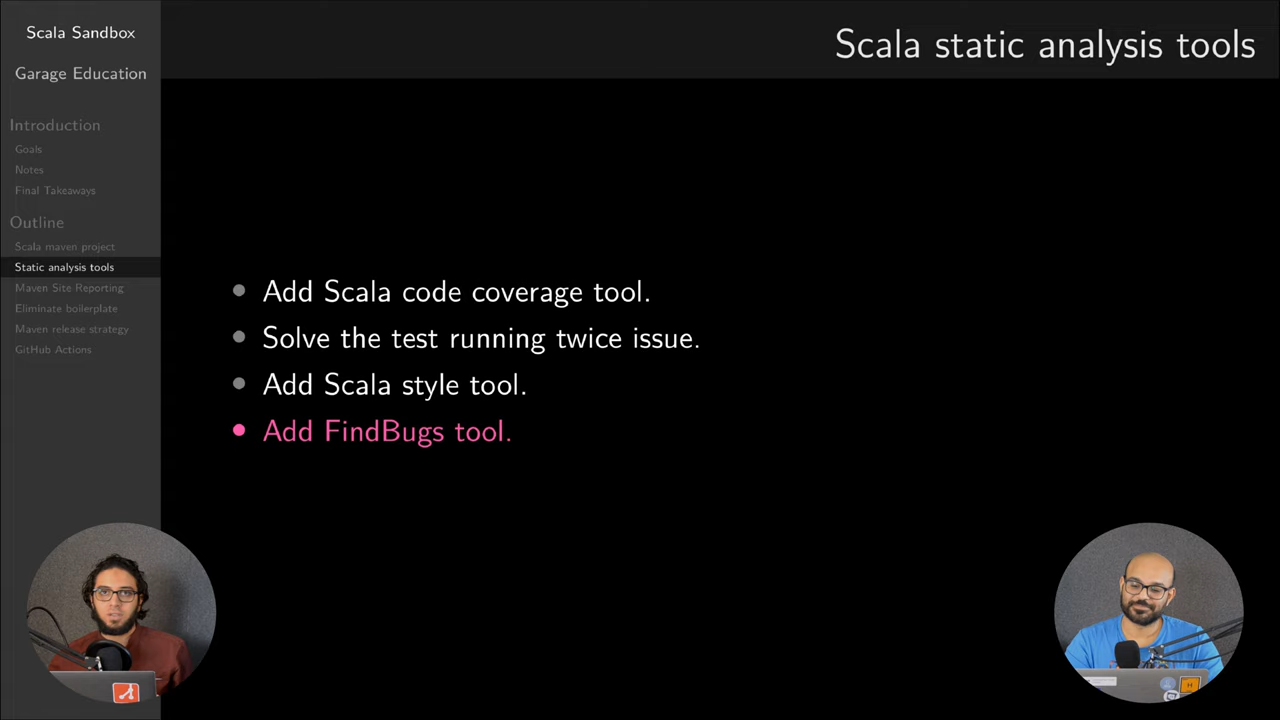 Scala Sandbox
Garage Education
Introduction
Goals
Notes
Final Takeaways
Outline
Scala maven project
Static analysis tools
Maven Site Reporting
Eliminate boilerplate
Maven release strategy
GitHub Actions
Scala static analysis tools
Add Scala code coverage tool.
Solve the test running twice issue.
Add Scala style tool.
Add FindBugs tool.